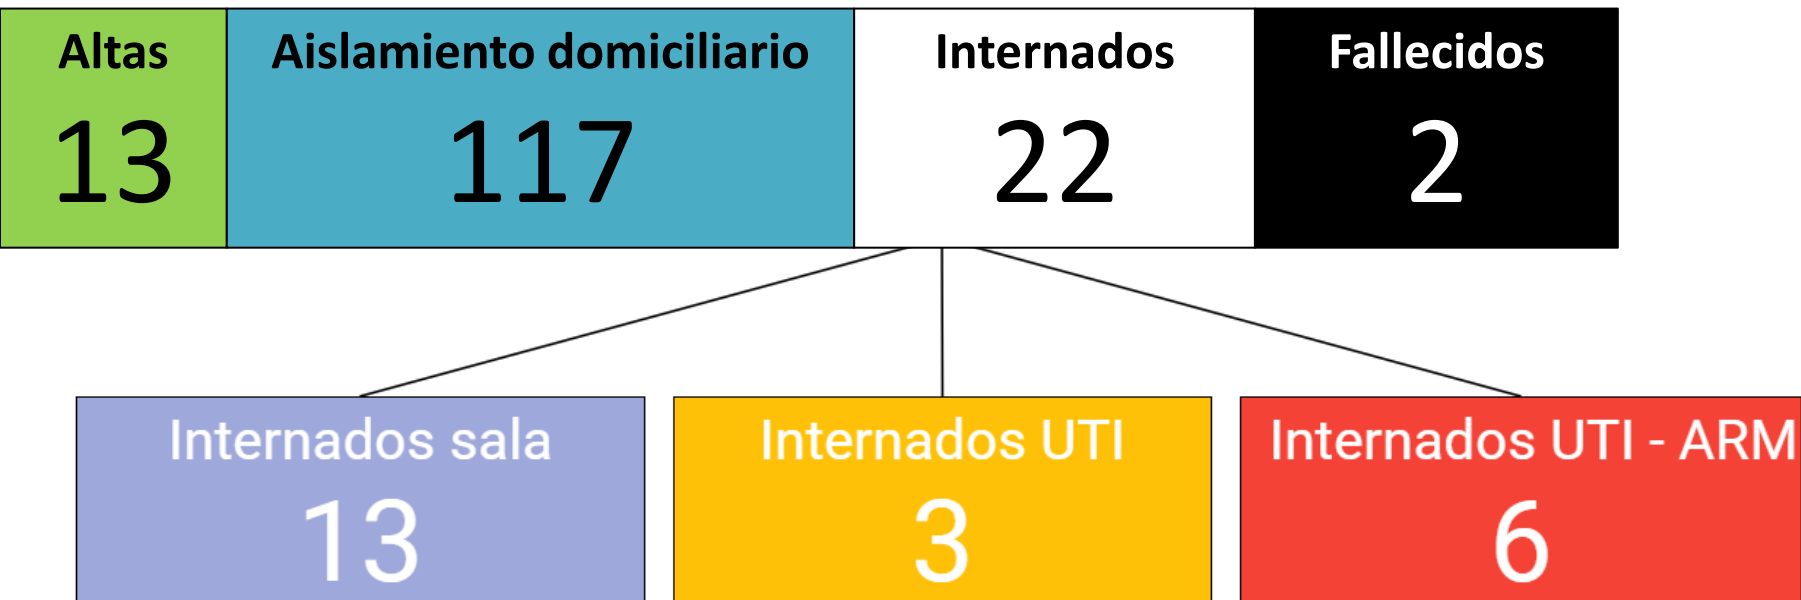 Altas Aislamiento domiciliario Internados Fallecidos
13 117 22 2
Internados sala Internados UTI Internados UTI - ARM
13 3 6